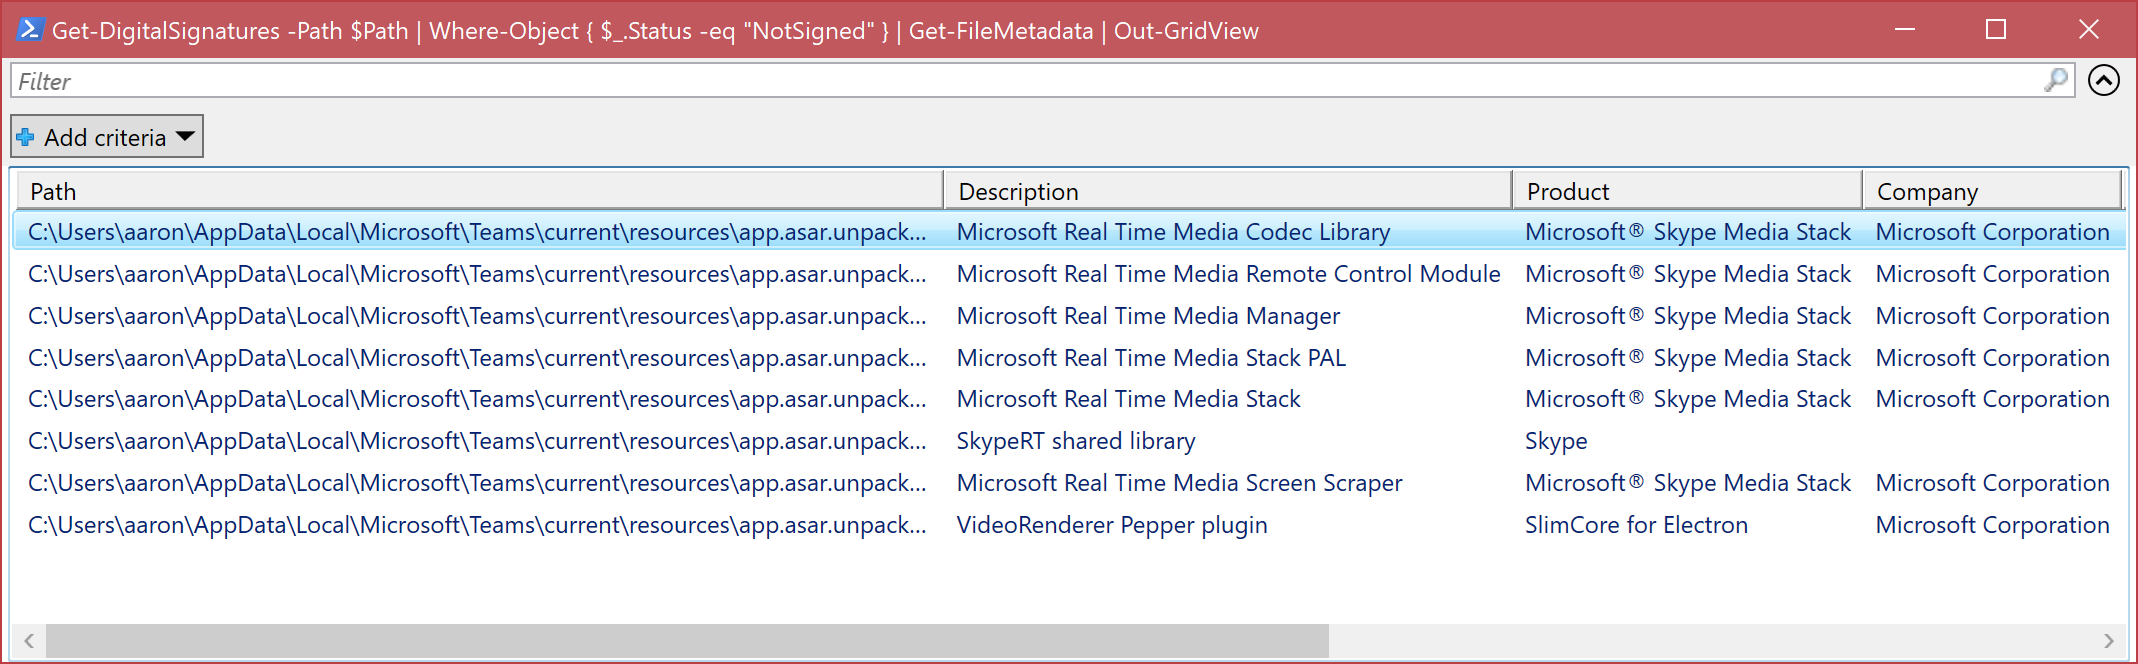 Get-DigitalSignatures -Path $Path | Where-Object { $_.Status -eq "NotSigned" } | Get-FileMetadata | Out-GridView
Filter
Add criteria
Path Description Product Company
C:\Users\aaron\AppData\Local\Microsoft\Teams\current\resources\app.asar.unpack... Microsoft Real Time Media Codec Library Microsoft® Skype Media Stack Microsoft Corporation
C:\Users\aaron\AppData\Local\Microsoft\Teams\current\resources\app.asar.unpack... Microsoft Real Time Media Remote Control Module Microsoft® Skype Media Stack Microsoft Corporation
C:\Users\aaron\AppData\Local\Microsoft\Teams\current\resources\app.asar.unpack... Microsoft Real Time Media Manager Microsoft® Skype Media Stack Microsoft Corporation
C:\Users\aaron\AppData\Local\Microsoft\Teams\current\resources\app.asar.unpack... Microsoft Real Time Media Stack PAL Microsoft® Skype Media Stack Microsoft Corporation
C:\Users\aaron\AppData\Local\Microsoft\Teams\current\resources\app.asar.unpack... Microsoft Real Time Media Stack Microsoft® Skype Media Stack Microsoft Corporation
C:\Users\aaron\AppData\Local\Microsoft\Teams\current\resources\app.asar.unpack... SkypeRT shared library Skype
C:\Users\aaron\AppData\Local\Microsoft\Teams\current\resources\app.asar.unpack... Microsoft Real Time Media Screen Scraper Microsoft® Skype Media Stack Microsoft Corporation
C:\Users\aaron\AppData\Local\Microsoft\Teams\current\resources\app.asar.unpack... VideoRenderer Pepper plugin SlimCore for Electron Microsoft Corporation